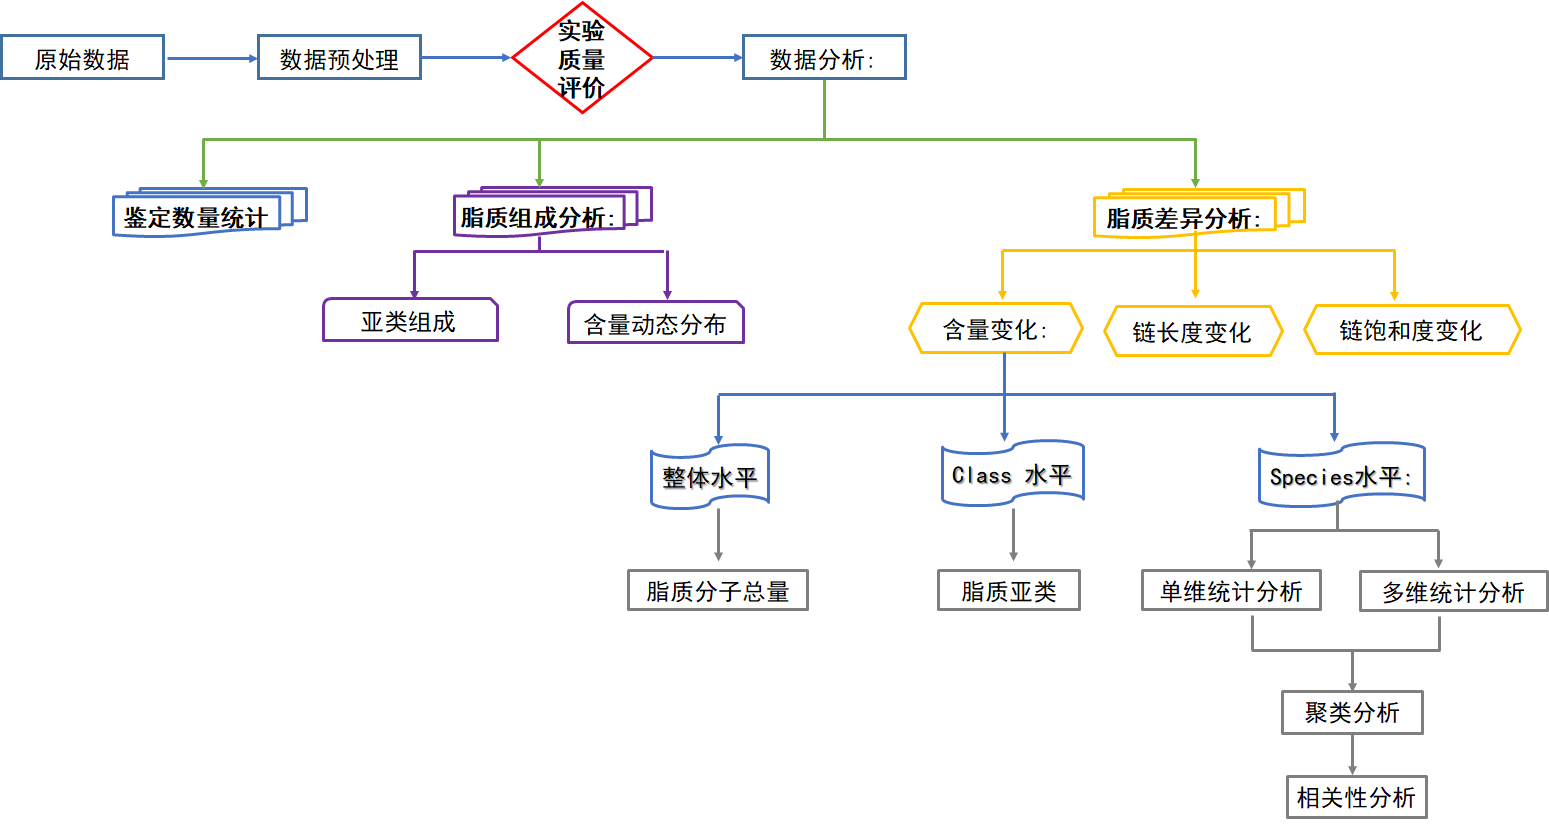 原始数据
数据预处理
实验
质量
评价
数据分析:
鉴定数量统计
脂质组成分析:
脂质差异分析:
亚类组成
含量动态分布
含量变化:
链长度变化
链饱和度变化
整体水平
Class 水平
Species水平:
脂质分子总量
脂质亚类
单维统计分析
多维统计分析
聚类分析
相关性分析